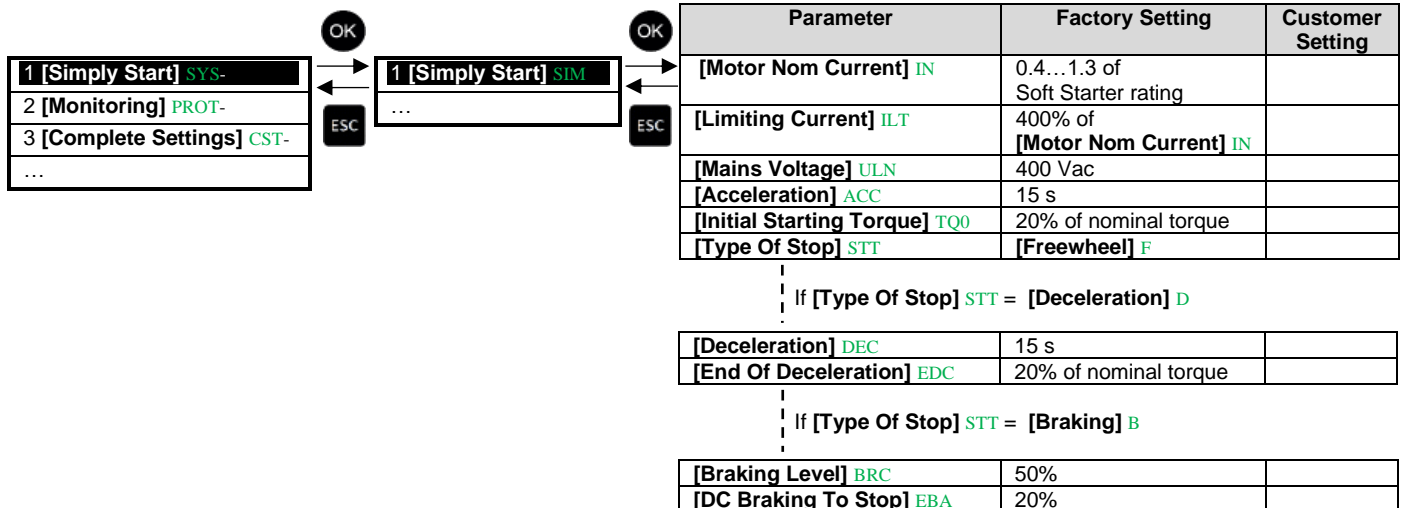 OK
OK
ESC
ESC
1 [Simply Start] SYS-
2 [Monitoring] PROT-
3 [Complete Settings] CST-
…
1 [Simply Start] SIM
…
Parameter Factory Setting Customer
Setting
[Motor Nom Current] IN 0.4…1.3 of
Soft Starter rating
[Limiting Current] ILT 400% of
[Motor Nom Current] IN
[Mains Voltage] ULN 400 Vac
[Acceleration] ACC 15 s
[Initial Starting Torque] TQ0 20% of nominal torque
[Type Of Stop] STT [Freewheel] F
If [Type Of Stop] STT = [Deceleration] D
[Deceleration] DEC 15 s
[End Of Deceleration] EDC 20% of nominal torque
If [Type Of Stop] STT = [Braking] B
[Braking Level] BRC 50%
[DC Braking To Stop] EBA 20%